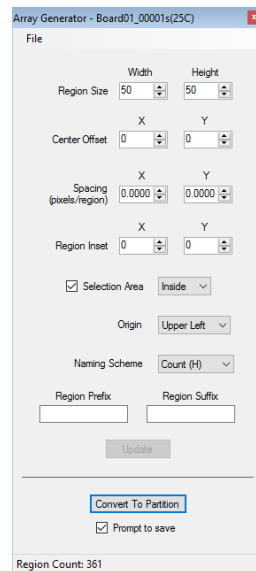 Array Generator - Board01_00001s(25C)
File
Width Height
Region Size 50 50
X Y
Center Offset 0 0
X Y
Spacing
(pixels/region) 0.0000 0.0000
X Y
Region Inset 0 0
Selection Area Inside
Origin Upper Left
Naming Scheme Count (H)
Region Prefix Region Suffix
Update
Convert To Partition
Prompt to save
Region Count: 361